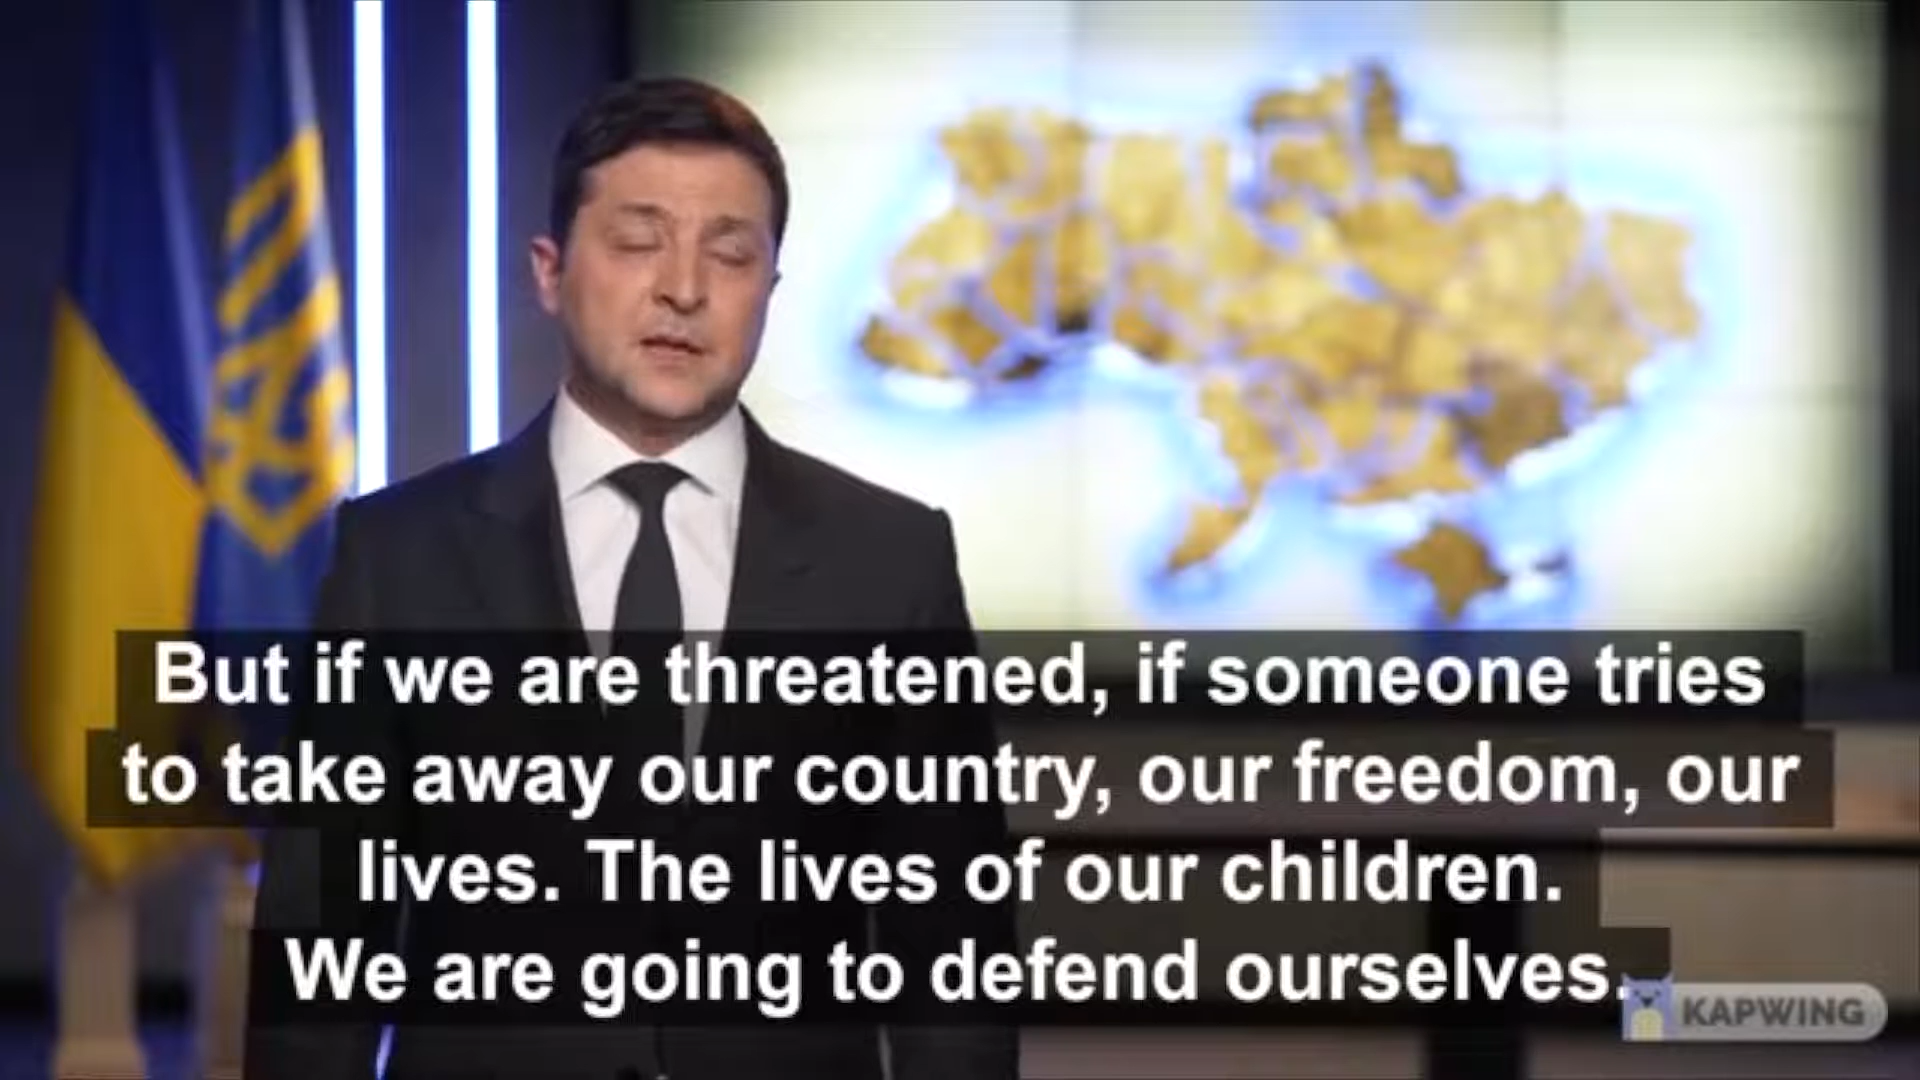 But if we are threatened, if someone tries
to take away our country, our freedom, our
lives. The lives of our children.
We are going to defend ourselves.
KAPWING